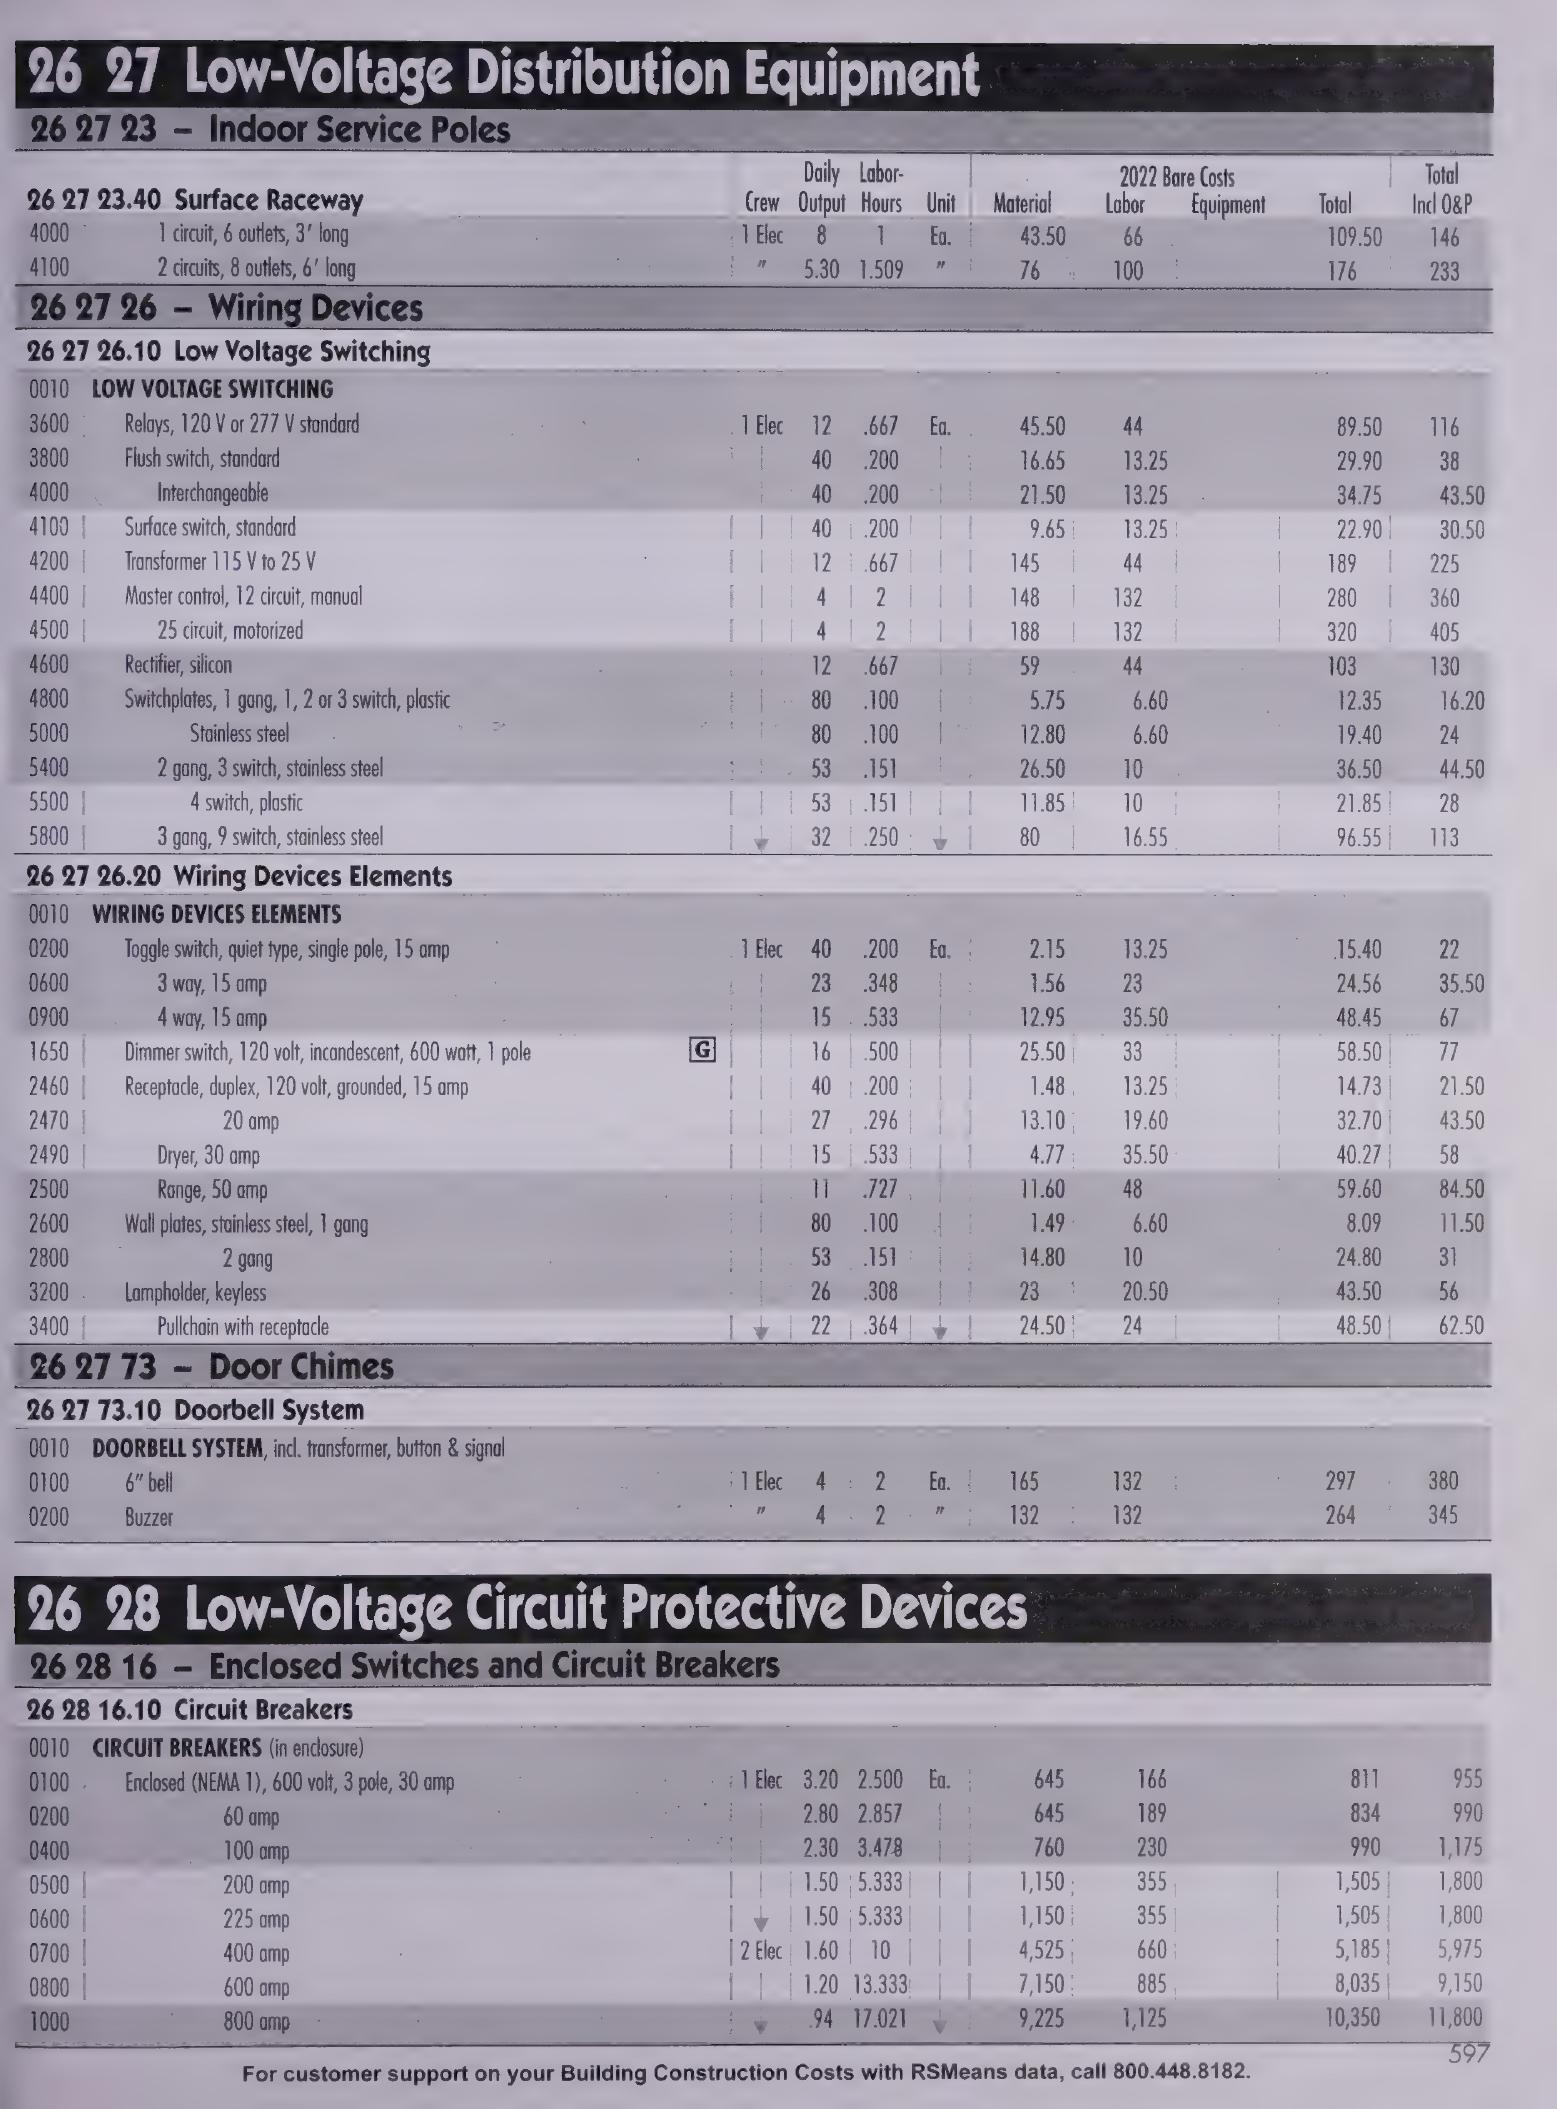 26 27 Low-Voltage Distribution Equipment
26 27 23 – Indoor Service Poles
Daily Labor- 2022 Bare Costs Total
26 27 23.40 Surface Raceway Crew Output Hours Unit Material Labor Equipment Total Incl O&P
4000 1 circuit, 6 outlets, 3' long 1 Elec 8 1 Ea. 43.50 66 109.50 146
4100 2 circuits, 8 outlets, 6' long " 5.30 1.509 " 76 100 176 233
26 27 26 – Wiring Devices
26 27 26.10 Low Voltage Switching
0010 LOW VOLTAGE SWITCHING
3600 Relays, 120 V or 277 V standard 1 Elec 12 .667 Ea. 45.50 44 89.50 116
3800 Flush switch, standard 40 .200 16.65 13.25 29.90 38
4000 Interchangeable 40 .200 21.50 13.25 34.75 43.50
4100 Surface switch, standard 40 .200 9.65 13.25 22.90 30.50
4200 Transformer 115 V to 25 V 12 .667 145 44 189 225
4400 Master control, 12 circuit, manual 4 2 148 132 280 360
4500 25 circuit, motorized 4 2 188 132 320 405
4600 Rectifier, silicon 12 .667 59 44 103 130
4800 Switchplates, 1 gang, 1, 2 or 3 switch, plastic 80 .100 5.75 6.60 12.35 16.20
5000 Stainless steel 80 .100 12.80 6.60 19.40 24
5400 2 gang, 3 switch, stainless steel 53 .151 26.50 10 36.50 44.50
5500 4 switch, plastic 53 .151 11.85 10 21.85 28
5800 3 gang, 9 switch, stainless steel 32 .250 80 16.55 96.55 113
26 27 26.20 Wiring Devices Elements
0010 WIRING DEVICES ELEMENTS
0200 Toggle switch, quiet type, single pole, 15 amp 1 Elec 40 .200 Ea. 2.15 13.25 15.40 22
0600 3 way, 15 amp 23 .348 1.56 23 24.56 35.50
0900 4 way, 15 amp 15 .533 12.95 35.50 48.45 67
1650 Dimmer switch, 120 volt, incandescent, 600 watt, 1 pole G 16 .500 25.50 33 58.50 77
2460 Receptacle, duplex, 120 volt, grounded, 15 amp 40 .200 1.48 13.25 14.73 21.50
2470 20 amp 27 .296 13.10 19.60 32.70 43.50
2490 Dryer, 30 amp 15 .533 4.77 35.50 40.27 58
2500 Range, 50 amp 11 .727 11.60 48 59.60 84.50
2600 Wall plates, stainless steel, 1 gang 80 .100 1.49 6.60 8.09 11.50
2800 2 gang 53 .151 14.80 10 24.80 31
3200 Lampholder, keyless 26 .308 23 20.50 43.50 56
3400 Pullchain with receptacle 22 .364 24.50 24 48.50 62.50
26 27 73 – Door Chimes
26 27 73.10 Doorbell System
0010 DOORBELL SYSTEM, incl. transformer, button & signal
0100 6" bell 1 Elec 4 2 Ea. 165 132 297 380
0200 Buzzer " 4 2 " 132 132 264 345
26 28 Low-Voltage Circuit Protective Devices
26 28 16 – Enclosed Switches and Circuit Breakers
26 28 16.10 Circuit Breakers
0010 CIRCUIT BREAKERS (in enclosure)
0100 Enclosed (NEMA 1), 600 volt, 3 pole, 30 amp 1 Elec 3.20 2.500 Ea. 645 166 811 955
0200 60 amp 2.80 2.857 645 189 834 990
0400 100 amp 2.30 3.478 760 230 990 1,175
0500 200 amp 1.50 5.333 1,150 355 1,505 1,800
0600 225 amp 1.50 5.333 1,150 355 1,505 1,800
0700 400 amp 2 Elec 1.60 10 4,525 660 5,185 5,975
0800 600 amp 1.20 13.333 7,150 885 8,035 9,150
1000 800 amp .94 17.021 9,225 1,125 10,350 11,800
For customer support on your Building Construction Costs with RSMeans data, call 800.448.8182.
597